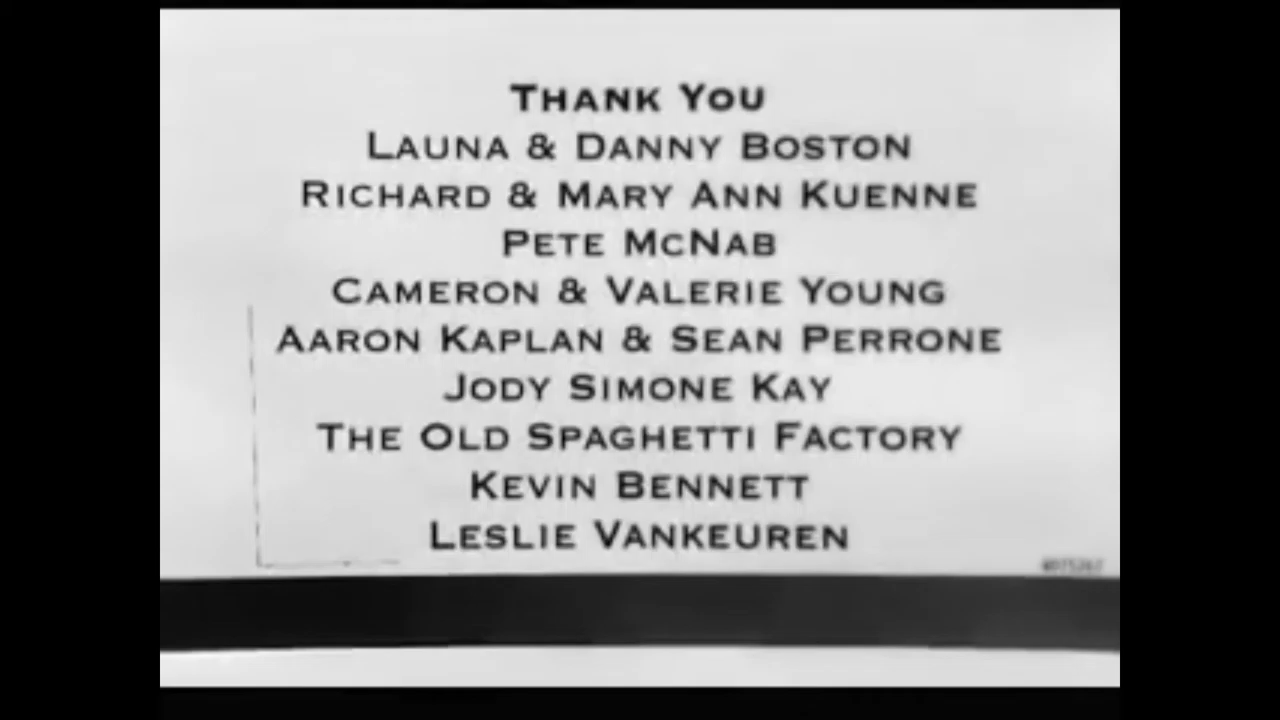 THANK YOU
LAUNA & DANNY BOSTON
RICHARD & MARY ANN KUENNE
PETE MCNAB
CAMERON & VALERIE YOUNG
AARON KAPLAN & SEAN PERRONE
JODY SIMONE KAY
THE OLD SPAGHETTI FACTORY
KEVIN BENNETT
LESLIE VANKEUREN